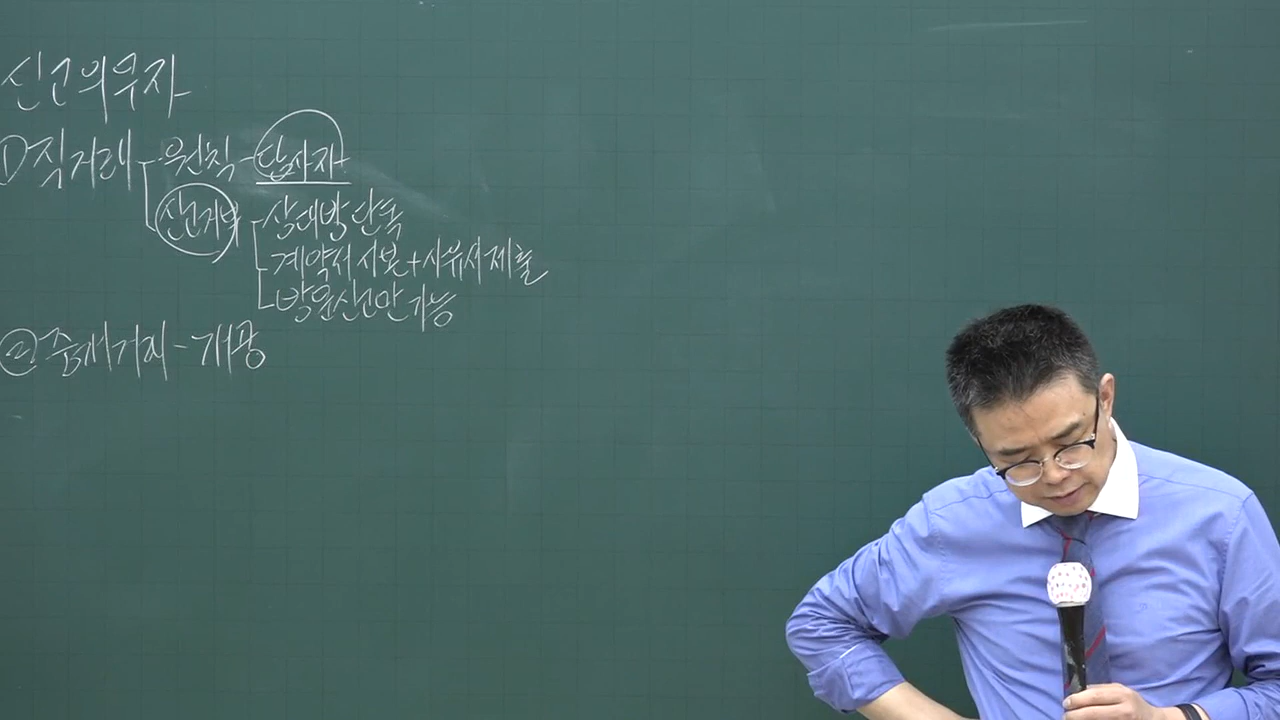 신고의무자
① 직거래 - 원칙 - 당사자
신고거부 - 상대방 단독
계약서 사본 + 사유서 제출
방문신고만 가능
② 중개거래 - 개공